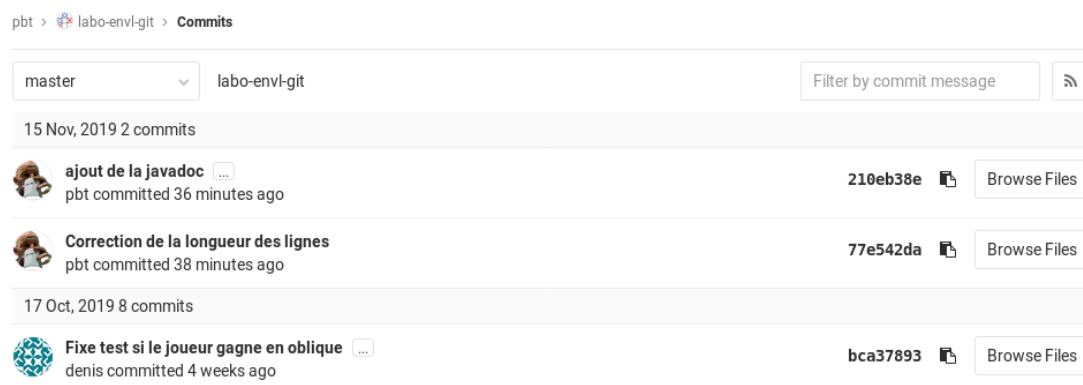 pbt > labo-envl-git > Commits
master labo-envl-git Filter by commit message
15 Nov, 2019 2 commits
ajout de la javadoc ...
pbt committed 36 minutes ago
210eb38e Browse Files
Correction de la longueur des lignes
pbt committed 38 minutes ago
77e542da Browse Files
17 Oct, 2019 8 commits
Fixe test si le joueur gagne en oblique ...
denis committed 4 weeks ago
bca37893 Browse Files